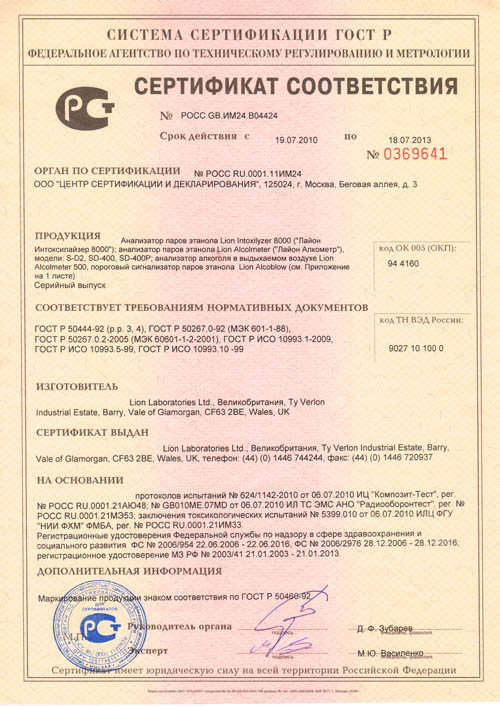 СИСТЕМА СЕРТИФИКАЦИИ ГОСТ Р
ФЕДЕРАЛЬНОЕ АГЕНТСТВО ПО ТЕХНИЧЕСКОМУ РЕГУЛИРОВАНИЮ И МЕТРОЛОГИИ
СЕРТИФИКАТ СООТВЕТСТВИЯ
№ РОСС GB.ИМ24.В04424
Срок действия с 19.07.2010 по 18.07.2013
№ 0369641
ОРГАН ПО СЕРТИФИКАЦИИ № РОСС RU.0001.11ИМ24
ООО "ЦЕНТР СЕРТИФИКАЦИИ И ДЕКЛАРИРОВАНИЯ", 125024, г. Москва, Беговая аллея, д. 3
ПРОДУКЦИЯ
Анализатор паров этанола Lion Intoxilyzer 8000 ("Лайон
Интоксилайзер 8000"); анализатор паров этанола Lion Alcolmeter ("Лайон Алкометр"),
модели: S-D2, SD-400, SD-400P; анализатор алкоголя в выдыхаемом воздухе Lion
Alcolmeter 500, пороговый сигнализатор паров этанола Lion Alcoblow (см. Приложение
на 1 листе)
Серийный выпуск
код ОК 005 (ОКП):
94 4160
СООТВЕТСТВУЕТ ТРЕБОВАНИЯМ НОРМАТИВНЫХ ДОКУМЕНТОВ
ГОСТ Р 50444-92 (р.р. 3, 4), ГОСТ Р 50267.0-92 (МЭК 601-1-88),
ГОСТ Р 50267.0.2-2005 (МЭК 60601-1-2-2001), ГОСТ Р ИСО 10993.1-2009,
ГОСТ Р ИСО 10993.5-99, ГОСТ Р ИСО 10993.10 -99
код ТН ВЭД России:
9027 10 100 0
ИЗГОТОВИТЕЛЬ
Lion Laboratories Ltd., Великобритания, Ty Verlon
Industrial Estate, Barry, Vale of Glamorgan, CF63 2BE, Wales, UK
СЕРТИФИКАТ ВЫДАН
Lion Laboratories Ltd., Великобритания, Ty Verlon Industrial Estate, Barry,
Vale of Glamorgan, CF63 2BE, Wales, UK, телефон: (44) (0) 1446 744244, факс: (44) (0) 1446 720937
НА ОСНОВАНИИ
протоколов испытаний № 624/1142-2010 от 06.07.2010 ИЦ "Композит-Тест", рег.
№ РОСС RU.0001.21АЮ48; № GB010ME.07MD от 06.07.2010 ИЛ ТС ЭМС АНО "Радиооборонтест", рег. №
РОСС RU.0001.21МЭ53; заключения токсикологических испытаний № 5399.010 от 06.07.2010 ИЛЦ ФГУ
"НИИ ФХМ" ФМБА, рег. № РОСС RU.0001.21ИМ33.
Регистрационные удостоверения Федеральной службы по надзору в сфере здравоохранения и
социального развития ФС № 2006/954 22.06.2006 - 22.06.2016; ФС № 2006/2976 28.12.2006 - 28.12.2016;
регистрационное удостоверение МЗ РФ № 2003/41 21.01.2003 - 21.01.2013.
ДОПОЛНИТЕЛЬНАЯ ИНФОРМАЦИЯ
Маркирование продукции знаком соответствия по ГОСТ Р 50460-92
М.П.
Руководитель органа
подпись
Д. Ф. Зубарев
инициалы, фамилия
Эксперт
подпись
М.Ю. Василенко
инициалы, фамилия
Сертификат имеет юридическую силу на всей территории Российской Федерации